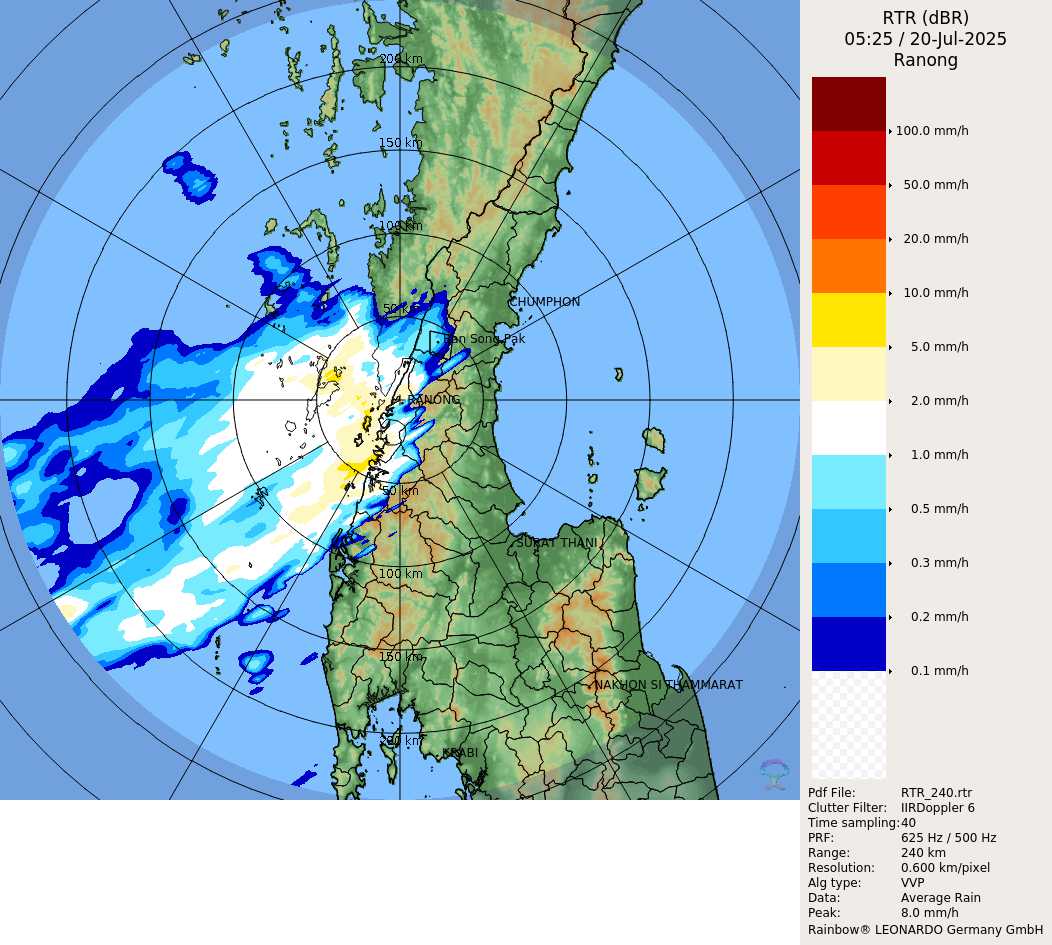 RTR (dBR)
05:25 / 20-Jul-2025
Ranong
200 km
150 km
100 km
50 km
CHUMPHON
Ban Song Pak
RANONG
50 km
SURAT THANI
100 km
150 km
NAKHON SI THAMMARAT
200 km
KRABI
100.0 mm/h
50.0 mm/h
20.0 mm/h
10.0 mm/h
5.0 mm/h
2.0 mm/h
1.0 mm/h
0.5 mm/h
0.3 mm/h
0.2 mm/h
0.1 mm/h
Pdf File: RTR_240.rtr
Clutter Filter: IIRDoppler 6
Time sampling:40
PRF: 625 Hz / 500 Hz
Range: 240 km
Resolution: 0.600 km/pixel
Alg type: VVP
Data: Average Rain
Peak: 8.0 mm/h
Rainbow® LEONARDO Germany GmbH